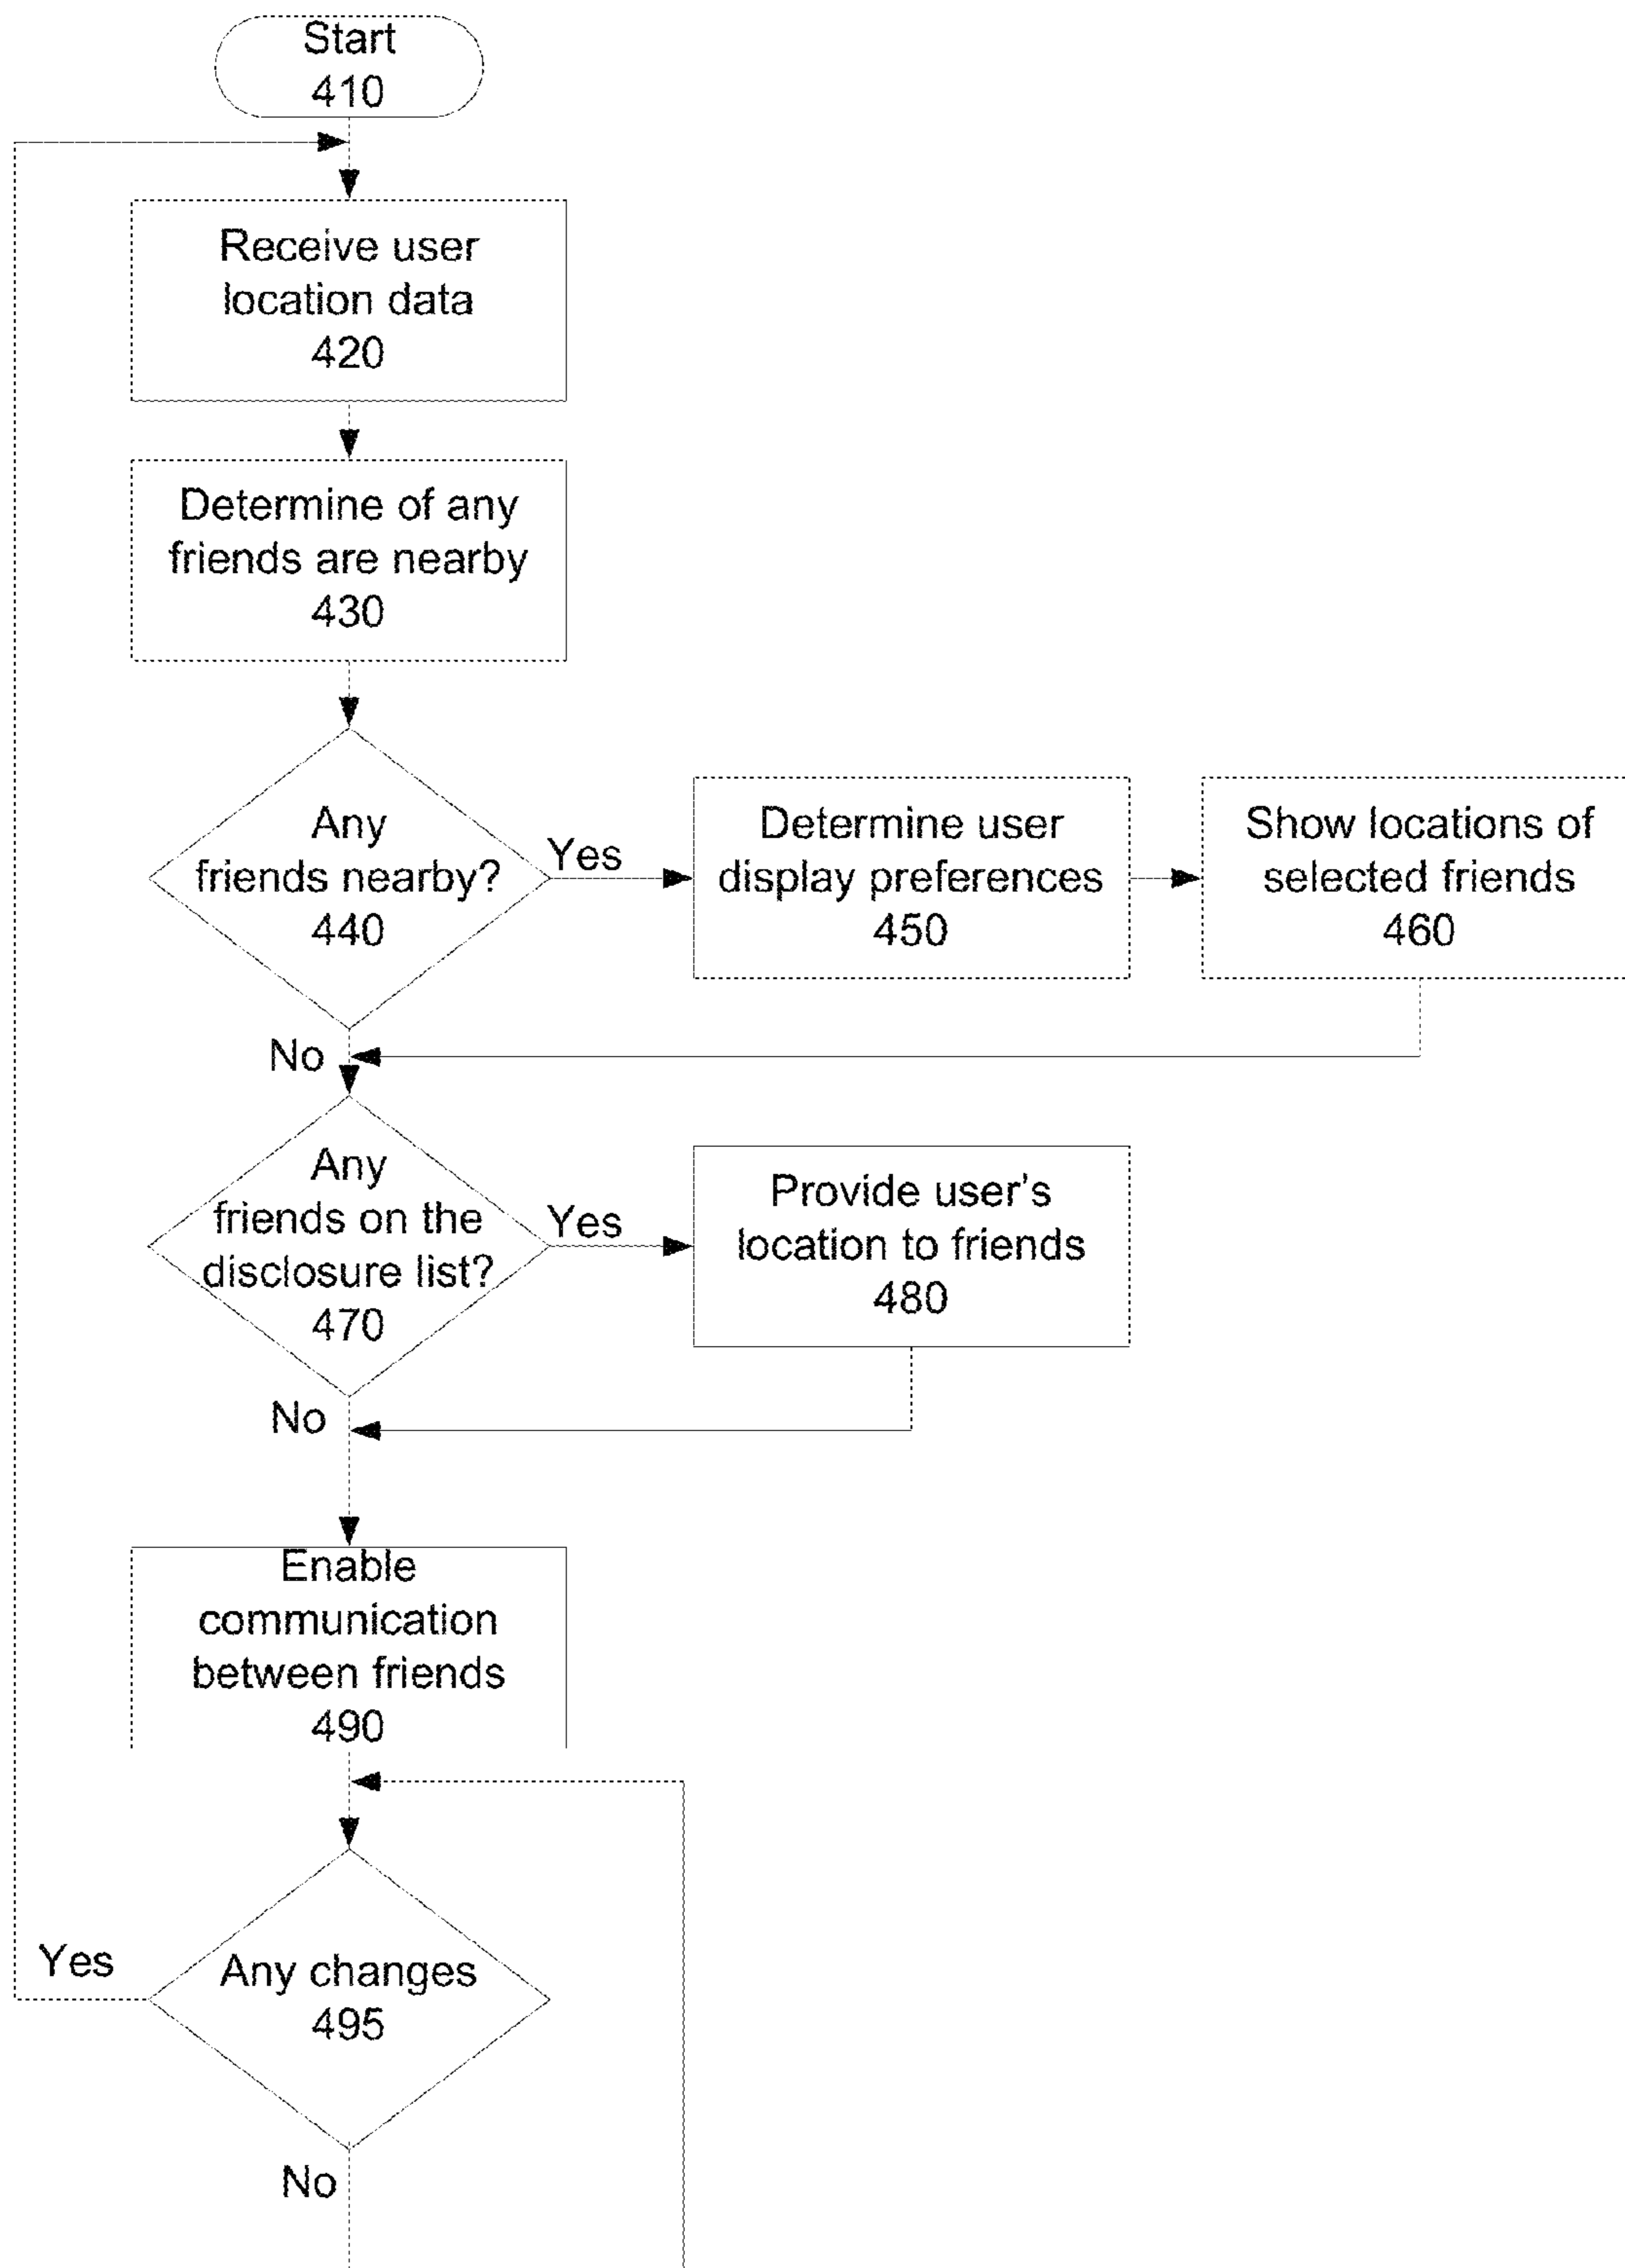 Start
410
Receive user
location data
420
Determine of any
friends are nearby
430
Any
friends nearby?
440
Yes
Determine user
display preferences
450
Show locations of
selected friends
460
No
Any
friends on the
disclosure list?
470
Yes
Provide user's
location to friends
480
No
Enable
communication
between friends
490
Yes
Any changes
495
No